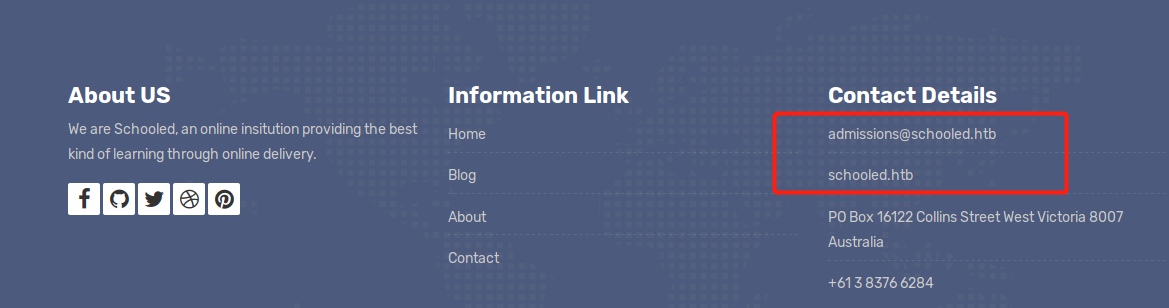 About US
We are Schooled, an online insitution providing the best
kind of learning through online delivery.
Information Link
Home
Blog
About
Contact
Contact Details
admissions@schooled.htb
schooled.htb
PO Box 16122 Collins Street West Victoria 8007
Australia
+61 3 8376 6284